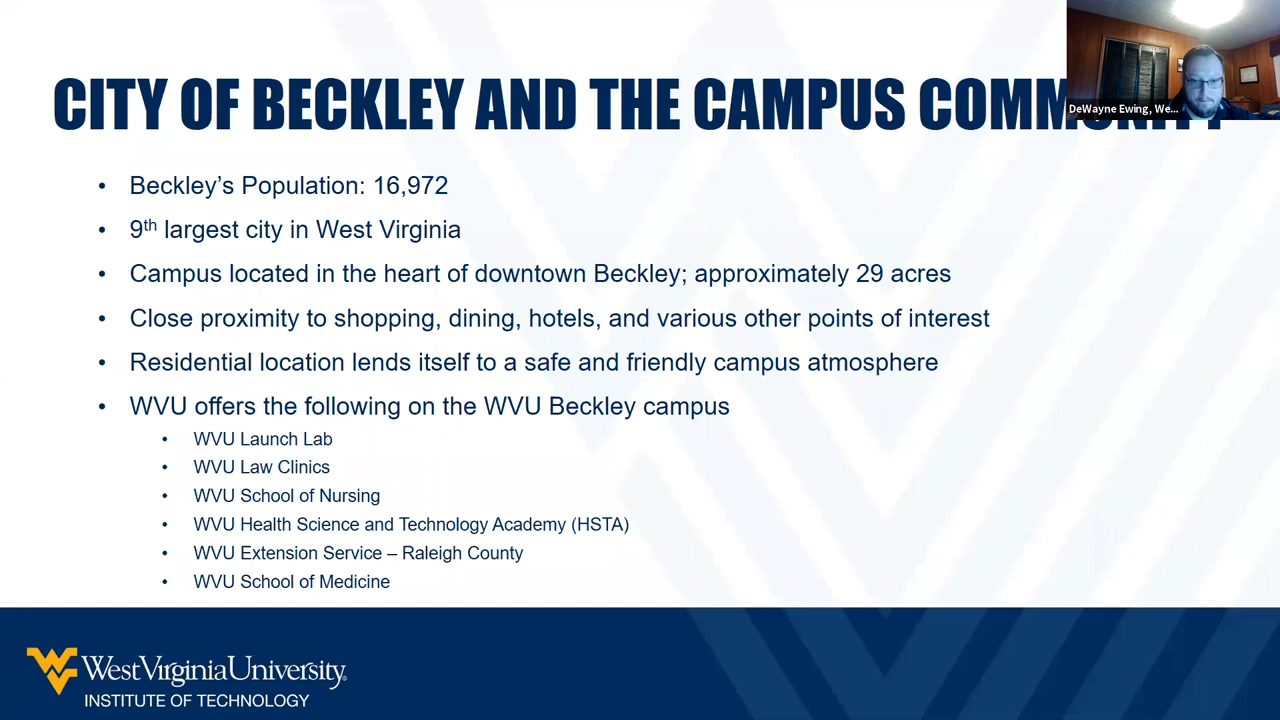 CITY OF BECKLEY AND THE CAMPUS COMMUNITY
DeWayne Ewing, We...
• Beckley’s Population: 16,972
• 9th largest city in West Virginia
• Campus located in the heart of downtown Beckley; approximately 29 acres
• Close proximity to shopping, dining, hotels, and various other points of interest
• Residential location lends itself to a safe and friendly campus atmosphere
• WVU offers the following on the WVU Beckley campus
• WVU Launch Lab
• WVU Law Clinics
• WVU School of Nursing
• WVU Health Science and Technology Academy (HSTA)
• WVU Extension Service – Raleigh County
• WVU School of Medicine
WestVirginiaUniversity®
INSTITUTE OF TECHNOLOGY